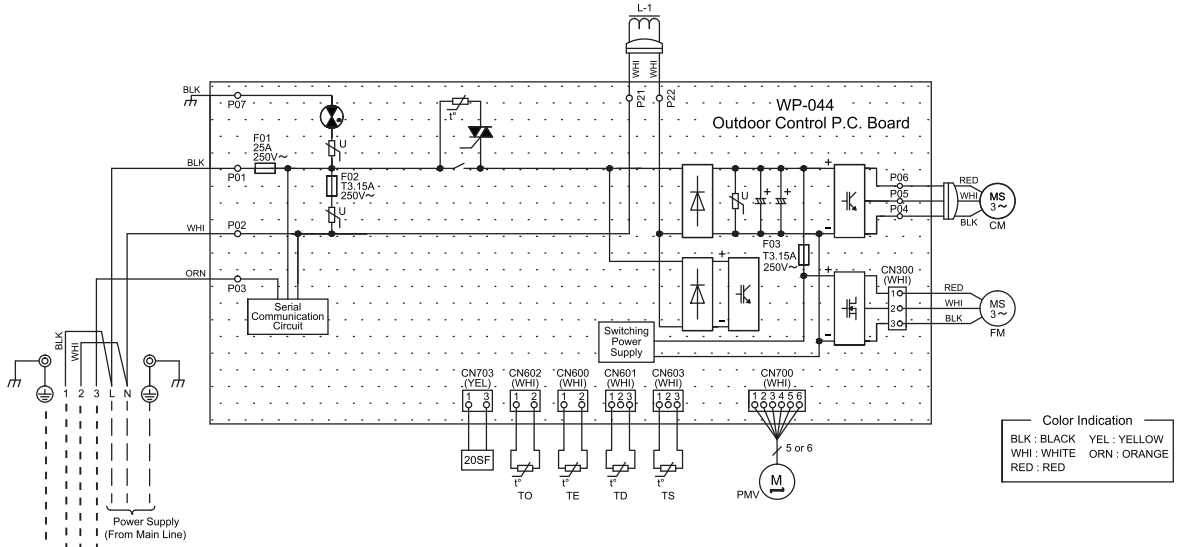 L-1
WHI
WHI
BLK
P07
P21
P22
WP-044
Outdoor Control P.C. Board
t°
F01
25A
250V～
U
BLK
P01
F02
T3.15A
250V～
U
U
+
+
+
-
P06
P05
P04
RED
WHI
BLK
MS
3～
CM
WHI
P02
F03
T3.15A
250V～
ORN
P03
+
-
+
-
CN300
(WHI)
1
2
3
RED
WHI
BLK
MS
3～
FM
Serial
Communication
Circuit
Switching
Power
Supply
BLK
WHI
1 2 3 L N
CN703
(YEL)
1 3
CN602
(WHI)
1 2
CN600
(WHI)
1 2
CN601
(WHI)
1 2 3
CN603
(WHI)
1 2 3
CN700
(WHI)
1 2 3 4 5 6
5 or 6
20SF
t°
TO
t°
TE
t°
TD
t°
TS
M
PMV
Color Indication
BLK : BLACK YEL : YELLOW
WHI : WHITE ORN : ORANGE
RED : RED
Power Supply
(From Main Line)